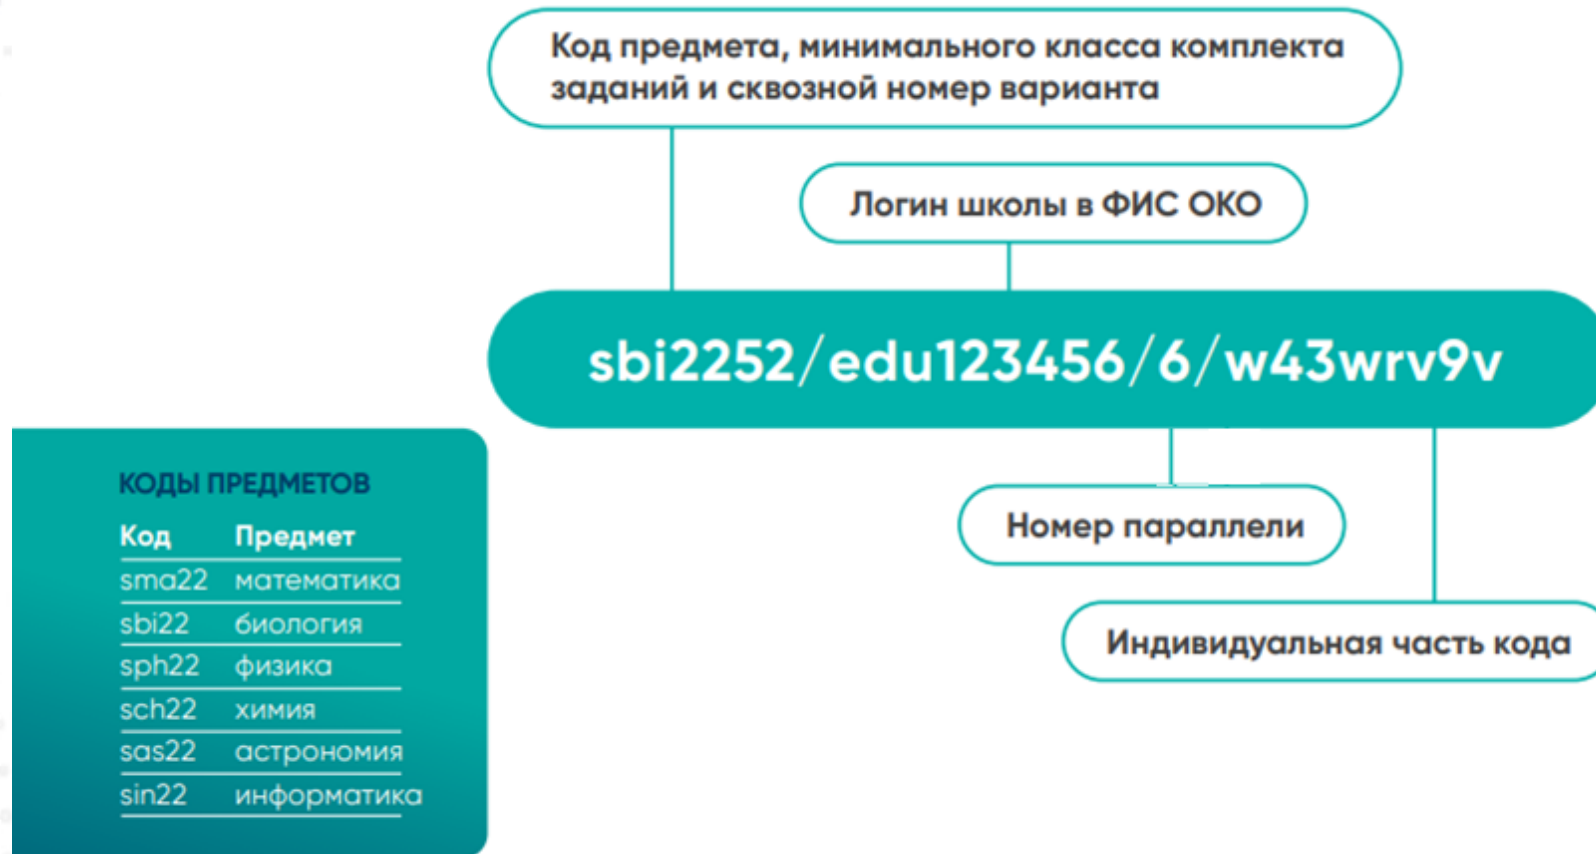 Код предмета, минимального класса комплекта
заданий и сквозной номер варианта
Логин школы в ФИС ОКО
sbi2252/edu123456/6/w43wrv9v
Номер параллели
Индивидуальная часть кода
КОДЫ ПРЕДМЕТОВ
Код Предмет
sma22 математика
sbi22 биология
sph22 физика
sch22 химия
sas22 астрономия
sin22 информатика